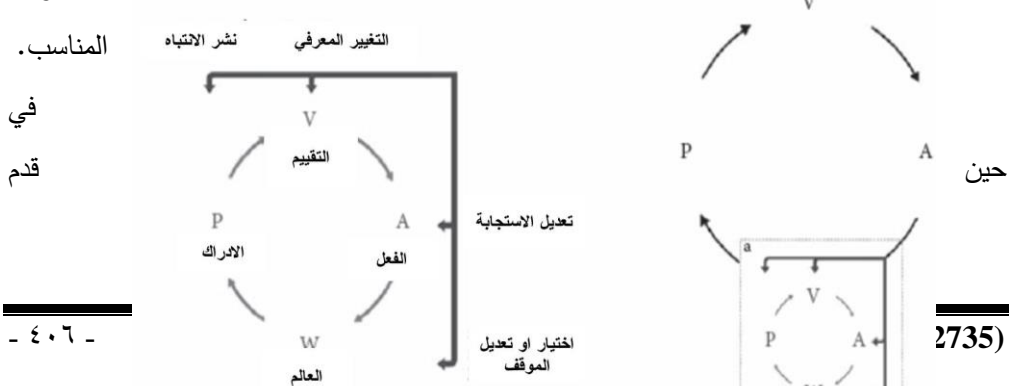 المناسب.
نشر الانتباه
التغيير المعرفي
V
التقييم
V
في
حين
قدم
P
A
P
A
الادراك
الفعل
تعديل الاستجابة
a
V
P
A
W
العالم
اختيار او تعديل
الموقف
- ٤٠٦ -
2735)